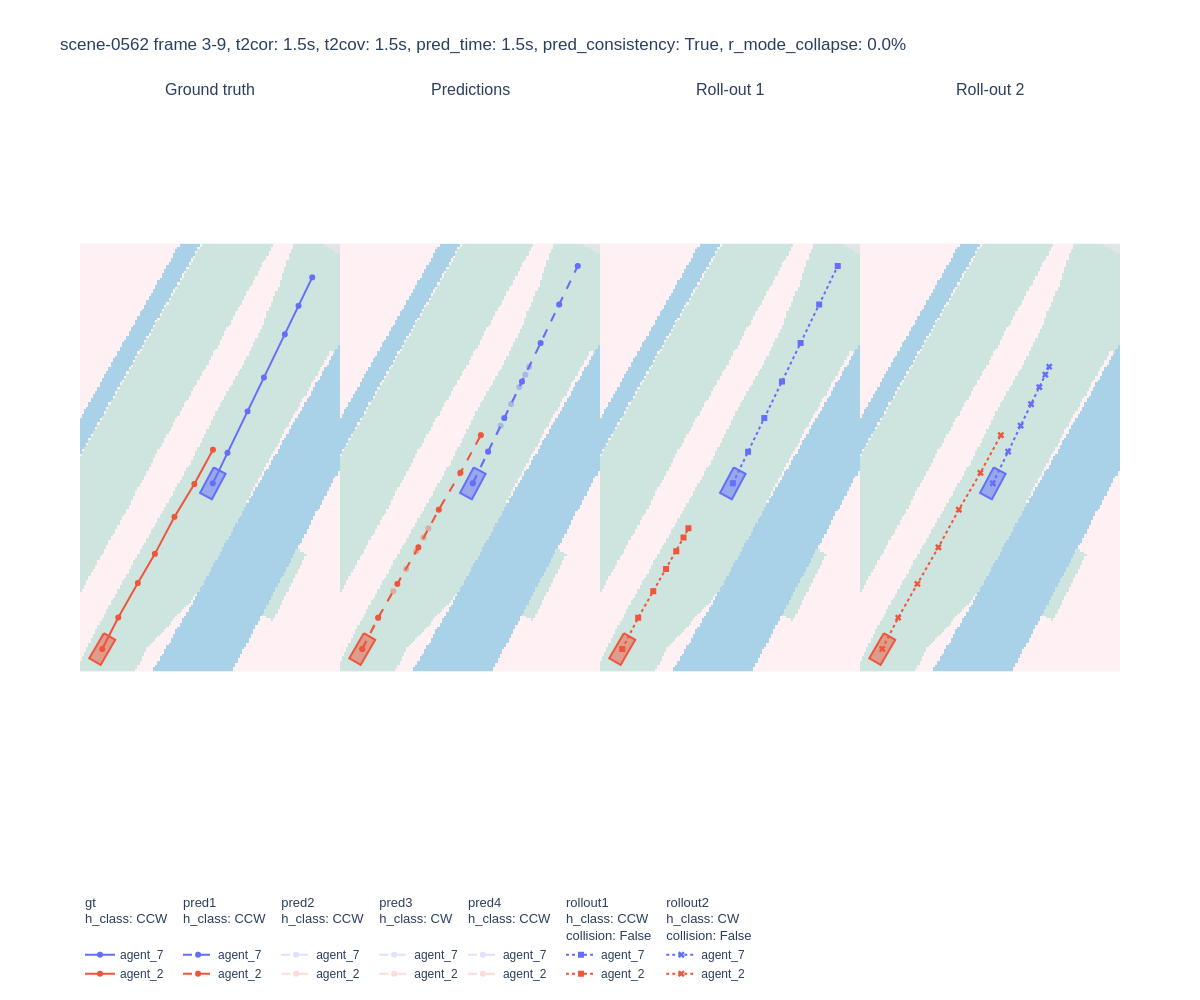 scene-0562 frame 3-9, t2cor: 1.5s, t2cov: 1.5s, pred_time: 1.5s, pred_consistency: True, r_mode_collapse: 0.0%
Ground truth
Predictions
Roll-out 1
Roll-out 2
gt
h_class: CCW
agent_7
agent_2
pred1
h_class: CCW
agent_7
agent_2
pred2
h_class: CCW
agent_7
agent_2
pred3
h_class: CW
agent_7
agent_2
pred4
h_class: CCW
agent_7
agent_2
rollout1
h_class: CCW
collision: False
agent_7
agent_2
rollout2
h_class: CW
collision: False
agent_7
agent_2